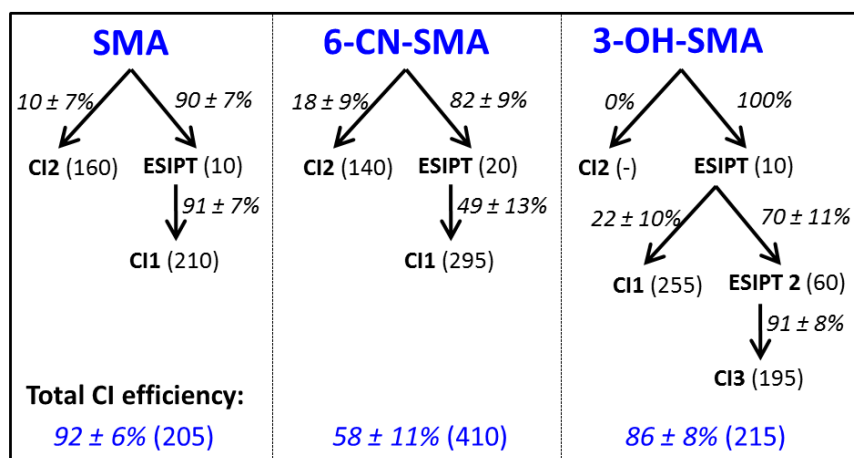 SMA
10 ± 7%
90 ± 7%
CI2 (160)
ESIPT (10)
91 ± 7%
CI1 (210)
Total CI efficiency:
92 ± 6% (205)
6-CN-SMA
18 ± 9%
82 ± 9%
CI2 (140)
ESIPT (20)
49 ± 13%
CI1 (295)
58 ± 11% (410)
3-OH-SMA
0%
100%
CI2 (-)
ESIPT (10)
22 ± 10%
70 ± 11%
CI1 (255)
ESIPT 2 (60)
91 ± 8%
CI3 (195)
86 ± 8% (215)